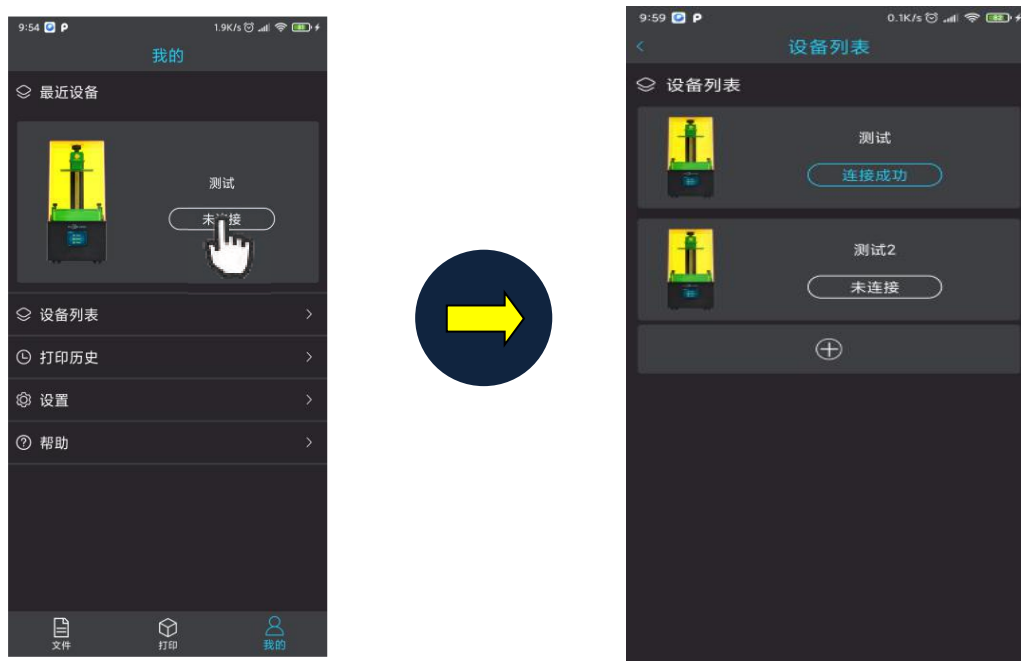 9:54 P 1.9K/s
我的
最近设备
测试
未连接
设备列表
打印历史
设置
帮助
文件 打印 我的
9:59 P 0.1K/s 82
设备列表
设备列表
测试
连接成功
测试2
未连接